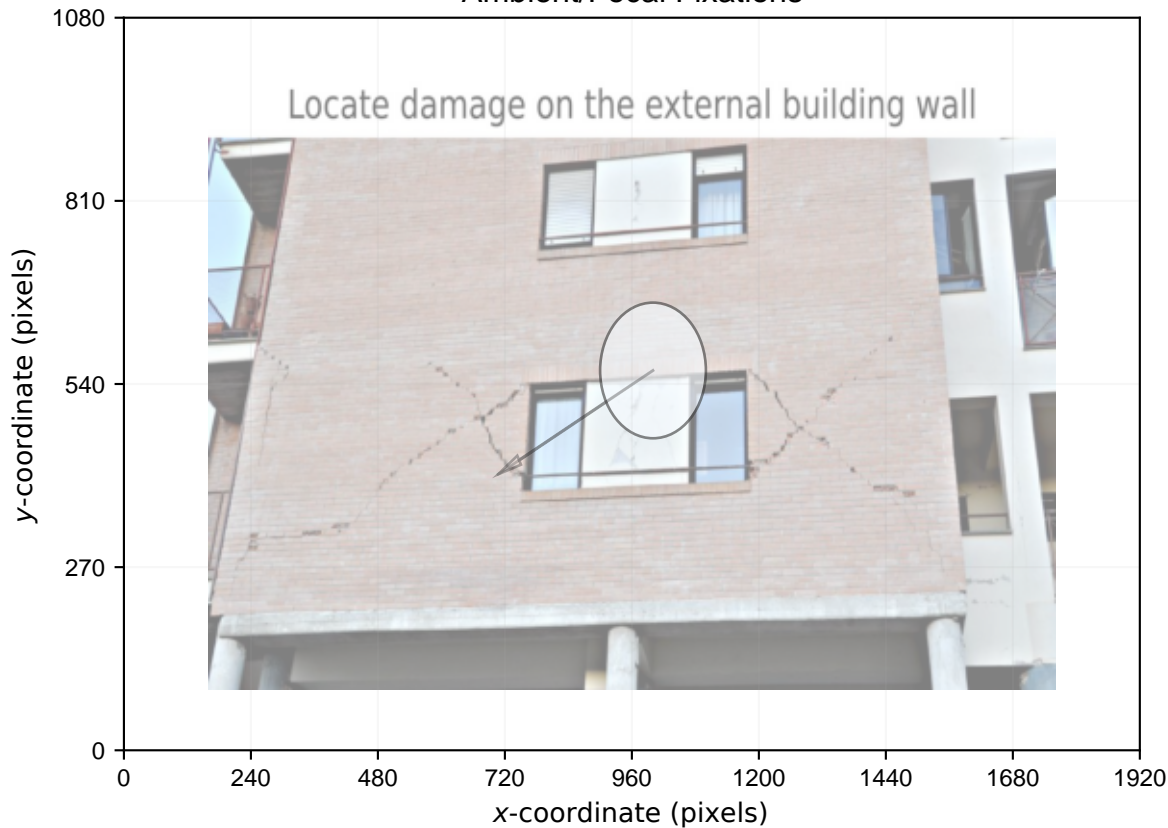 Ambient/Focal Fixations
1080
Locate damage on the external building wall
810
540
270
0
0 240 480 720 960 1200 1440 1680 1920
y-coordinate (pixels)
x-coordinate (pixels)